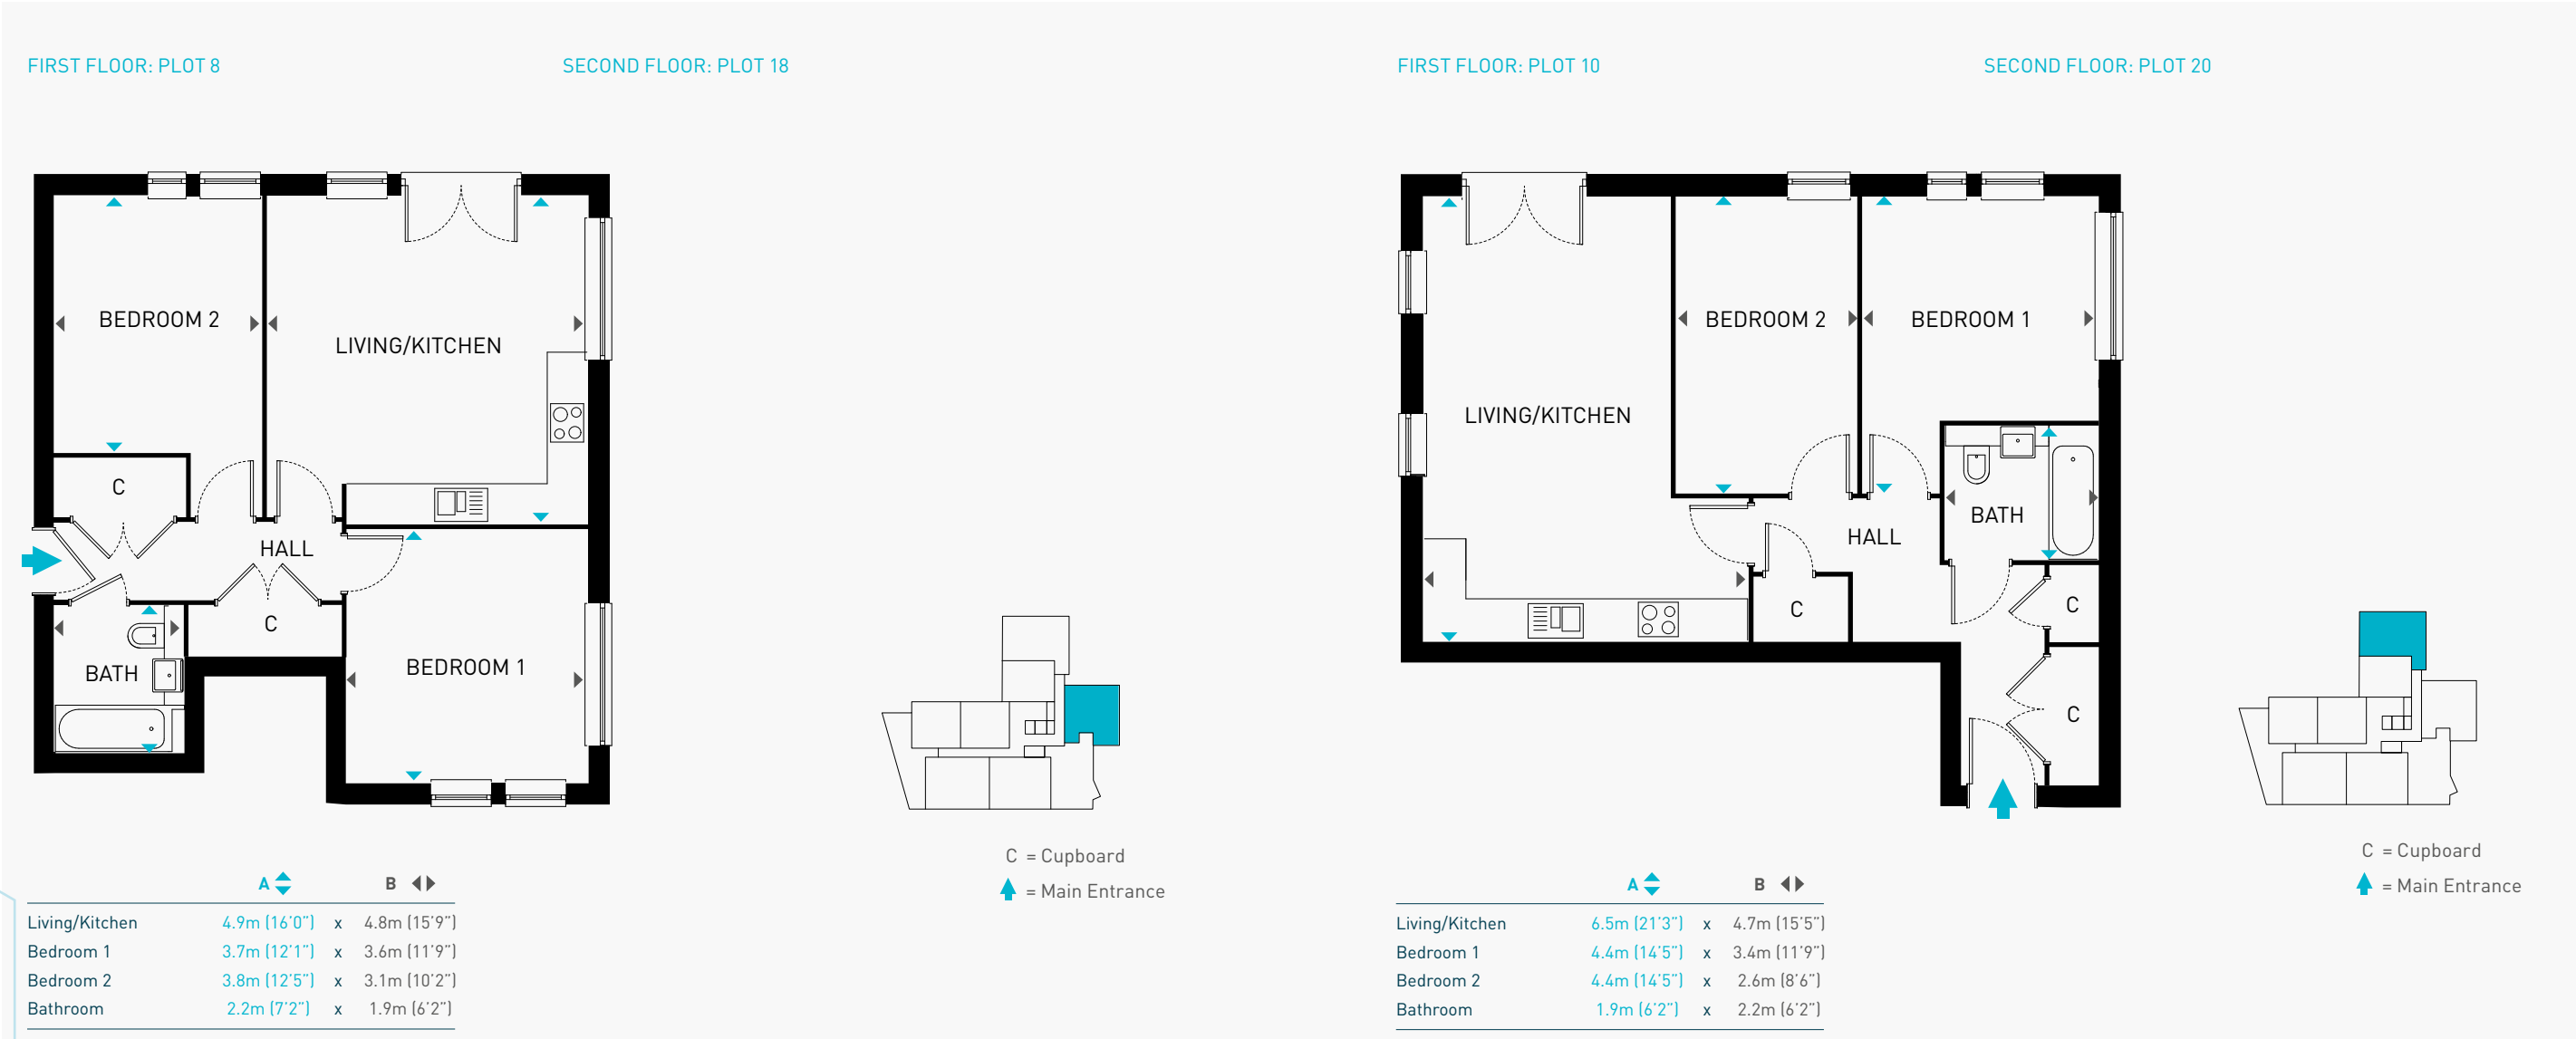 FIRST FLOOR: PLOT 8
SECOND FLOOR: PLOT 18
BEDROOM 2
LIVING/KITCHEN
C
HALL
C
BATH
BEDROOM 1
C = Cupboard
= Main Entrance
A B
Living/Kitchen 4.9m (16'0") x 4.8m (15'9")
Bedroom 1 3.7m (12'1") x 3.6m (11'9")
Bedroom 2 3.8m (12'5") x 3.1m (10'2")
Bathroom 2.2m (7'2") x 1.9m (6'2")
FIRST FLOOR: PLOT 10
SECOND FLOOR: PLOT 20
BEDROOM 2
BEDROOM 1
LIVING/KITCHEN
BATH
HALL
C
C
C
C = Cupboard
= Main Entrance
A B
Living/Kitchen 6.5m (21'3") x 4.7m (15'5")
Bedroom 1 4.4m (14'5") x 3.4m (11'9")
Bedroom 2 4.4m (14'5") x 2.6m (8'6")
Bathroom 1.9m (6'2") x 2.2m (6'2")